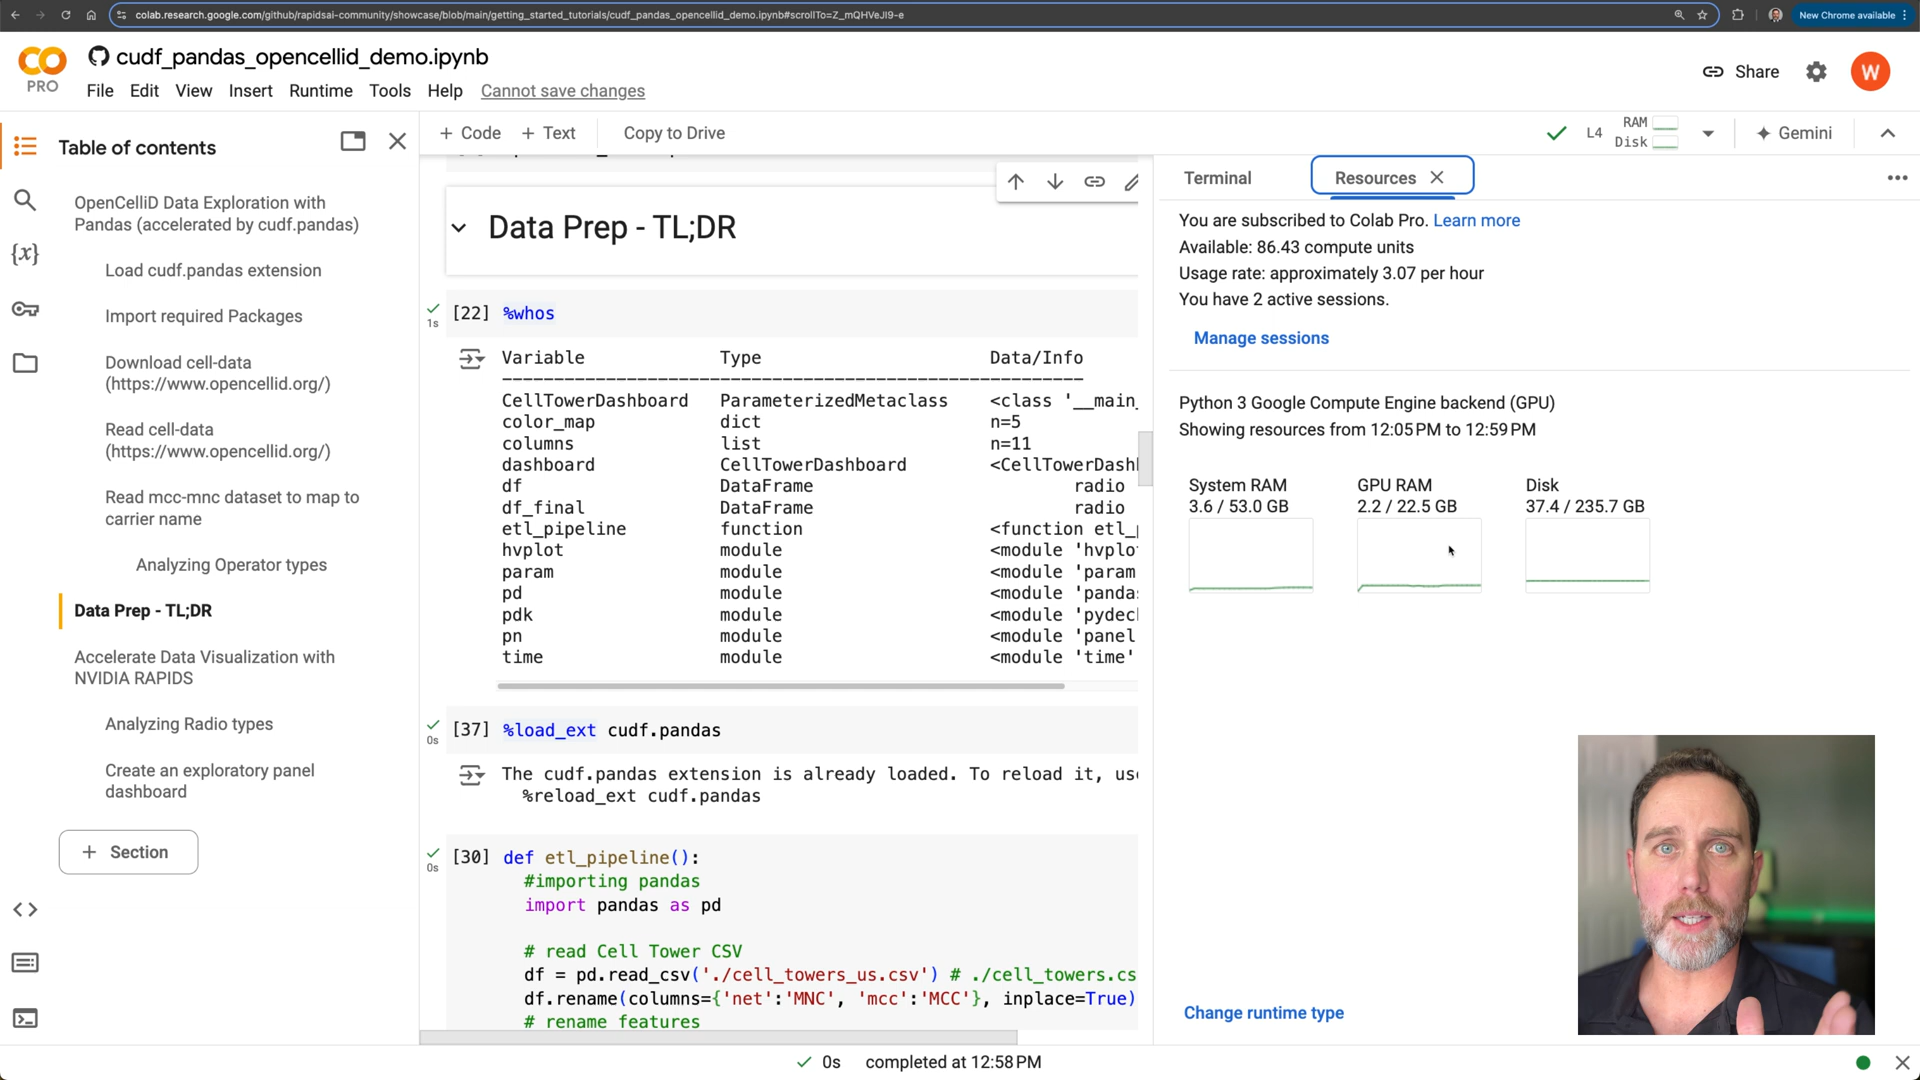 colab.research.google.com/github/rapidsai-community/showcase/blob/main/getting_started_tutorials/cudf_pandas_opencellid_demo.ipynb#scrollTo=Z_mQHVeJI9-e
New Chrome available
PRO
cudf_pandas_opencellid_demo.ipynb
File Edit View Insert Runtime Tools Help Cannot save changes
Share
W
Table of contents
OpenCelliD Data Exploration with
Pandas (accelerated by cudf.pandas)
Load cudf.pandas extension
Import required Packages
Download cell-data
(https://www.opencellid.org/)
Read cell-data
(https://www.opencellid.org/)
Read mcc-mnc dataset to map to
carrier name
Analyzing Operator types
Data Prep - TL;DR
Accelerate Data Visualization with
NVIDIA RAPIDS
Analyzing Radio types
Create an exploratory panel
dashboard
+ Section
{x}
+ Code + Text Copy to Drive
L4
RAM
Disk
Gemini
Data Prep - TL;DR
1s
[22] %whos
Variable Type Data/Info
CellTowerDashboard ParameterizedMetaclass <class '__main_
color_map dict n=5
columns list n=11
dashboard CellTowerDashboard <CellTowerDash
df DataFrame radio
df_final DataFrame radio
etl_pipeline function <function etl_
hvplot module <module 'hvplo
param module <module 'param
pd module <module 'panda
pdk module <module 'pydec
pn module <module 'panel
time module <module 'time'
0s
[37] %load_ext cudf.pandas
The cudf.pandas extension is already loaded. To reload it, us
%reload_ext cudf.pandas
0s
[30] def etl_pipeline():
#importing pandas
import pandas as pd
# read Cell Tower CSV
df = pd.read_csv('./cell_towers_us.csv') # ./cell_towers.cs
df.rename(columns={'net':'MNC', 'mcc':'MCC'}, inplace=True)
# rename features
Terminal
Resources
You are subscribed to Colab Pro. Learn more
Available: 86.43 compute units
Usage rate: approximately 3.07 per hour
You have 2 active sessions.
Manage sessions
Python 3 Google Compute Engine backend (GPU)
Showing resources from 12:05 PM to 12:59 PM
System RAM
3.6 / 53.0 GB
GPU RAM
2.2 / 22.5 GB
Disk
37.4 / 235.7 GB
Change runtime type
0s completed at 12:58 PM